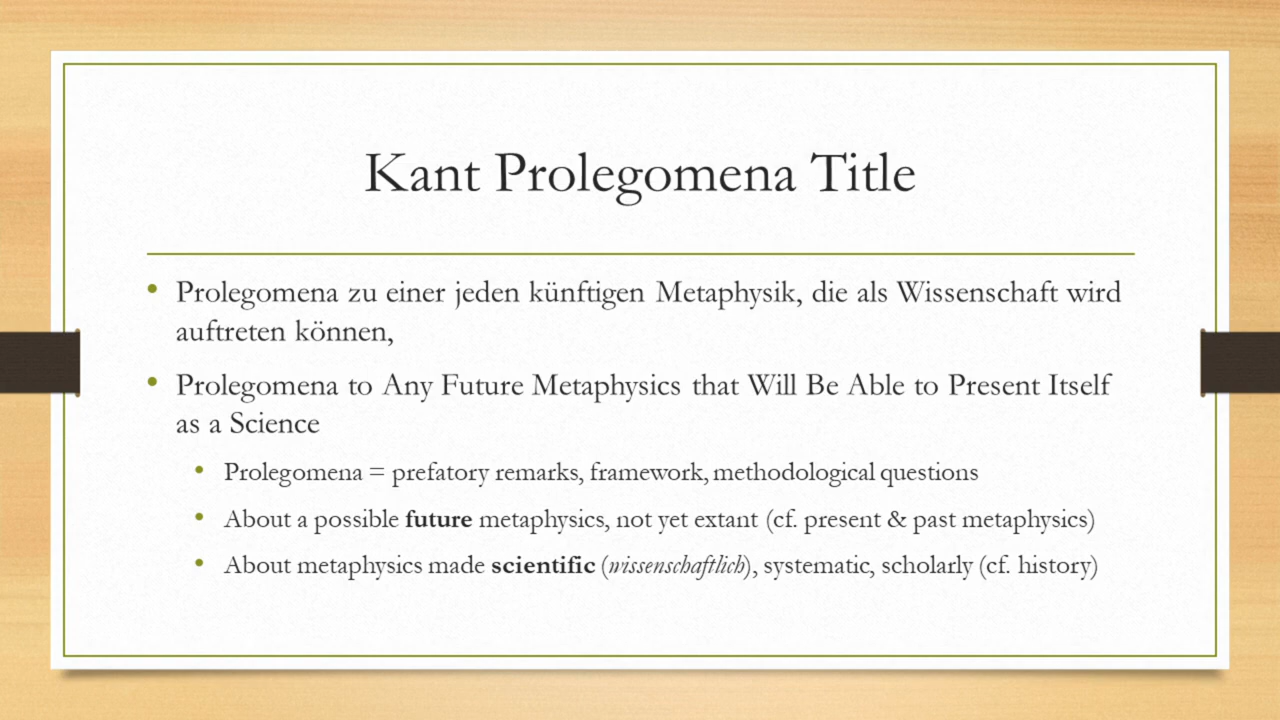 Kant Prolegomena Title
• Prolegomena zu einer jeden künftigen Metaphysik, die als Wissenschaft wird
auftreten können,
• Prolegomena to Any Future Metaphysics that Will Be Able to Present Itself
as a Science
• Prolegomena = prefatory remarks, framework, methodological questions
• About a possible future metaphysics, not yet extant (cf. present & past metaphysics)
• About metaphysics made scientific (wissenschaftlich), systematic, scholarly (cf. history)